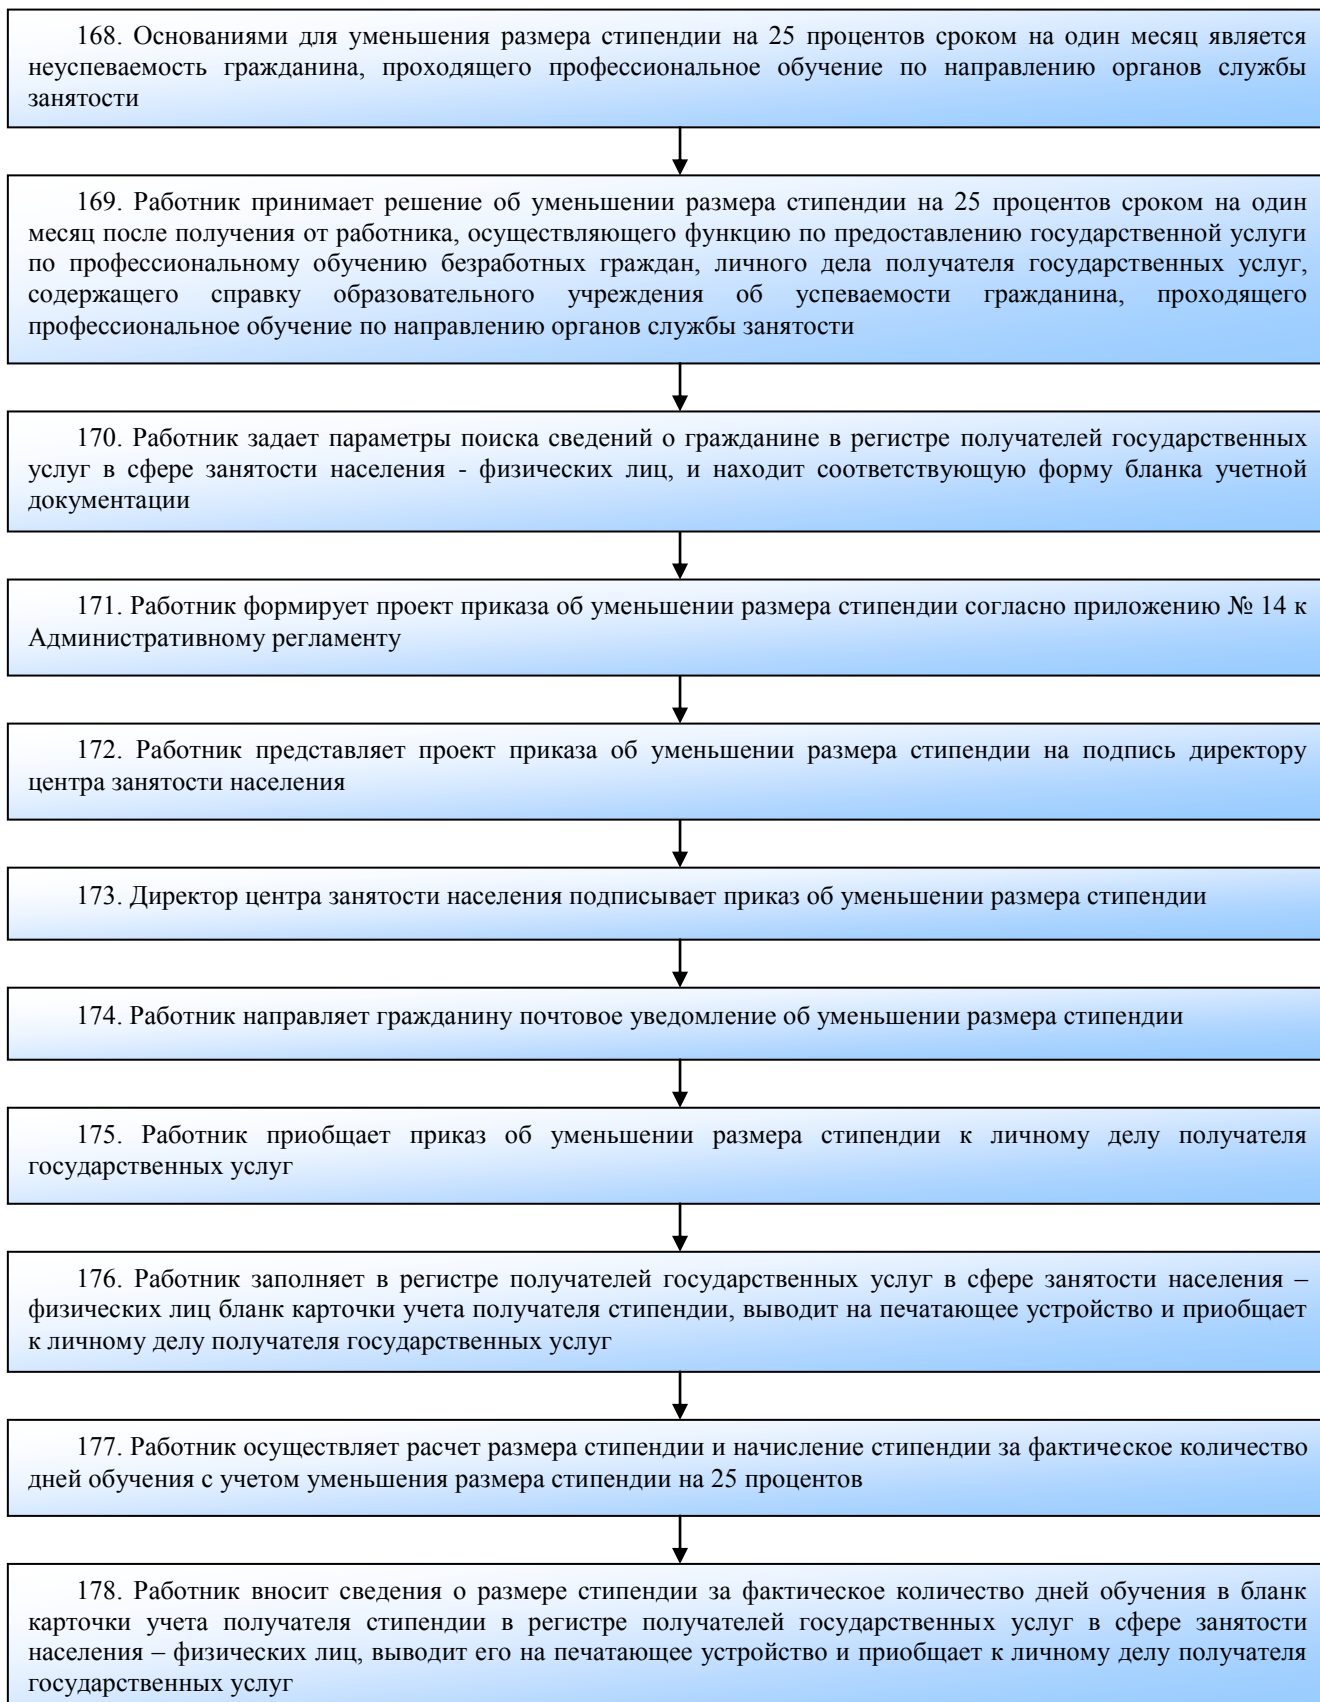 168. Основаниями для уменьшения размера стипендии на 25 процентов сроком на один месяц является
неуспеваемость гражданина, проходящего профессиональное обучение по направлению органов службы
занятости
169. Работник принимает решение об уменьшении размера стипендии на 25 процентов сроком на один
месяц после получения от работника, осуществляющего функцию по предоставлению государственной услуги
по профессиональному обучению безработных граждан, личного дела получателя государственных услуг,
содержащего справку образовательного учреждения об успеваемости гражданина, проходящего
профессиональное обучение по направлению органов службы занятости
170. Работник задает параметры поиска сведений о гражданине в регистре получателей государственных
услуг в сфере занятости населения - физических лиц, и находит соответствующую форму бланка учетной
документации
171. Работник формирует проект приказа об уменьшении размера стипендии согласно приложению № 14 к
Административному регламенту
172. Работник представляет проект приказа об уменьшении размера стипендии на подпись директору
центра занятости населения
173. Директор центра занятости населения подписывает приказ об уменьшении размера стипендии
174. Работник направляет гражданину почтовое уведомление об уменьшении размера стипендии
175. Работник приобщает приказ об уменьшении размера стипендии к личному делу получателя
государственных услуг
176. Работник заполняет в регистре получателей государственных услуг в сфере занятости населения –
физических лиц бланк карточки учета получателя стипендии, выводит на печатающее устройство и приобщает
к личному делу получателя государственных услуг
177. Работник осуществляет расчет размера стипендии и начисление стипендии за фактическое количество
дней обучения с учетом уменьшения размера стипендии на 25 процентов
178. Работник вносит сведения о размере стипендии за фактическое количество дней обучения в бланк
карточки учета получателя стипендии в регистре получателей государственных услуг в сфере занятости
населения – физических лиц, выводит его на печатающее устройство и приобщает к личному делу получателя
государственных услуг